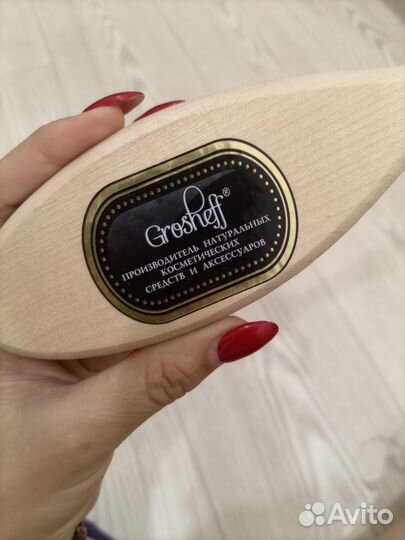 Grosheff®
ПРОИЗВОДИТЕЛЬ НАТУРАЛЬНЫХ
КОСМЕТИЧЕСКИХ
СРЕДСТВ И АКСЕССУАРОВ
Avito